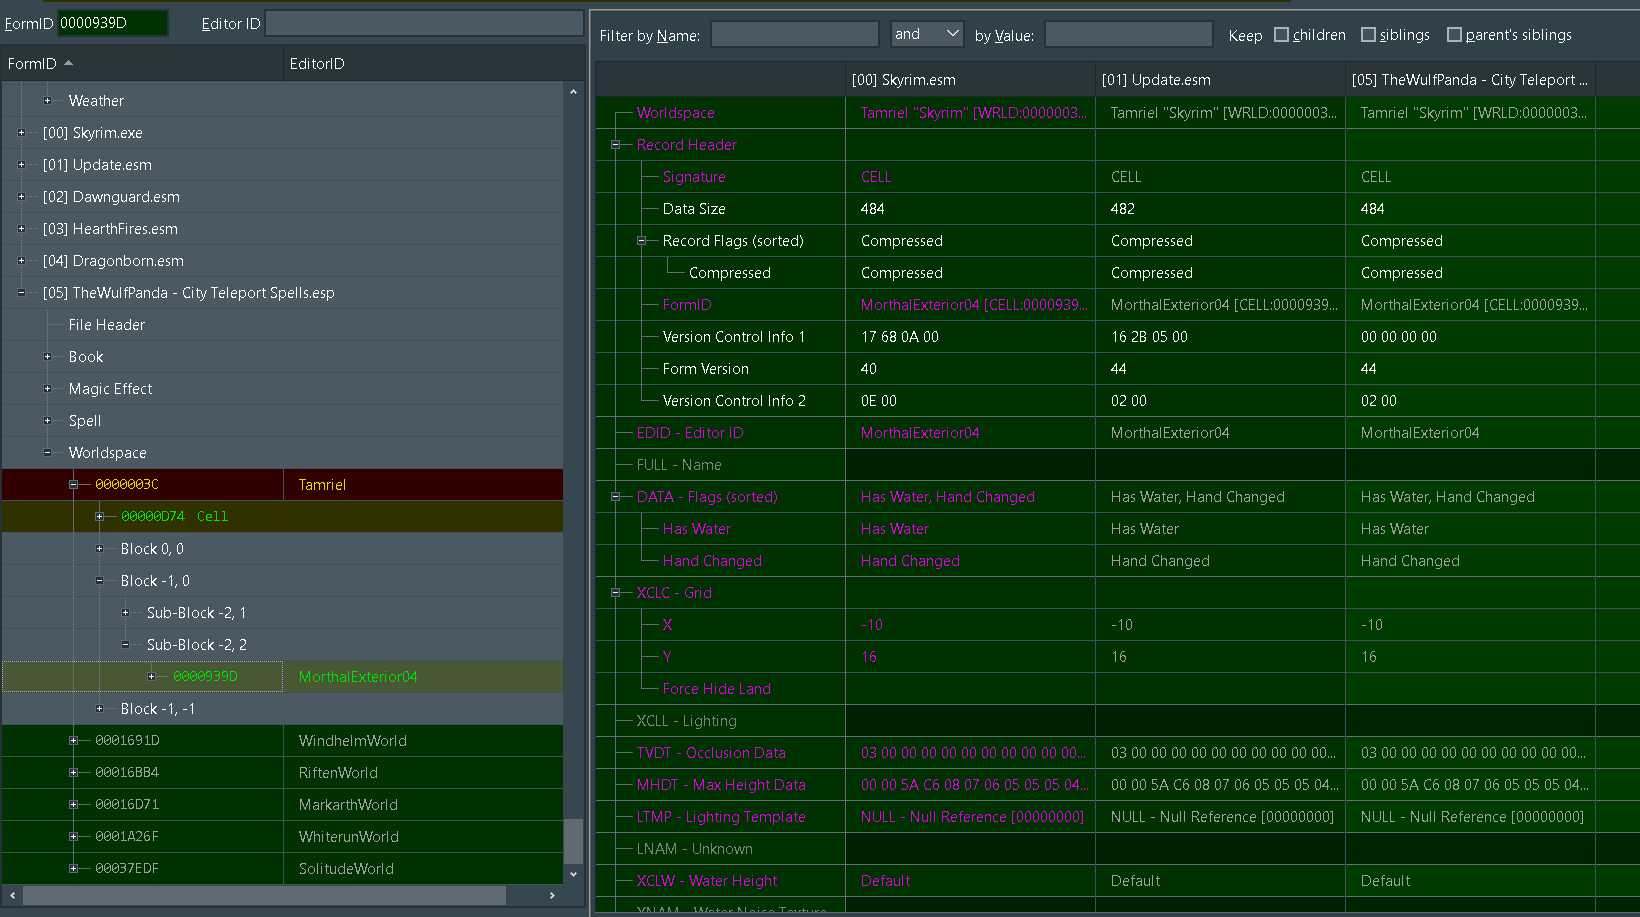 FormID 0000939D Editor ID
FormID EditorID
Weather
[00] Skyrim.exe
[01] Update.esm
[02] Dawnguard.esm
[03] HearthFires.esm
[04] Dragonborn.esm
[05] TheWulfPanda - City Teleport Spells.esp
File Header
Book
Magic Effect
Spell
Worldspace
0000003C Tamriel
00000D74 Cell
Block 0, 0
Block -1, 0
Sub-Block -2, 1
Sub-Block -2, 2
0000939D MorthalExterior04
Block -1, -1
0001691D WindhelmWorld
00016BB4 RiftenWorld
00016D71 MarkarthWorld
0001A26F WhiterunWorld
00037EDF SolitudeWorld
Filter by Name: and by Value: Keep children siblings parent's siblings
[00] Skyrim.esm [01] Update.esm [05] TheWulfPanda - City Teleport ...
Worldspace Tamriel "Skyrim" [WRLD:0000003... Tamriel "Skyrim" [WRLD:0000003... Tamriel "Skyrim" [WRLD:0000003...
Record Header
Signature CELL CELL CELL
Data Size 484 482 484
Record Flags (sorted) Compressed Compressed Compressed
Compressed Compressed Compressed Compressed
FormID MorthalExterior04 [CELL:0000939... MorthalExterior04 [CELL:0000939... MorthalExterior04 [CELL:0000939...
Version Control Info 1 17 68 0A 00 16 2B 05 00 00 00 00 00
Form Version 40 44 44
Version Control Info 2 0E 00 02 00 02 00
EDID - Editor ID MorthalExterior04 MorthalExterior04 MorthalExterior04
FULL - Name
DATA - Flags (sorted) Has Water, Hand Changed Has Water, Hand Changed Has Water, Hand Changed
Has Water Has Water Has Water Has Water
Hand Changed Hand Changed Hand Changed Hand Changed
XCLC - Grid
X -10 -10 -10
Y 16 16 16
Force Hide Land
XCLL - Lighting
TVDT - Occlusion Data 03 00 00 00 00 00 00 00 00 00 00... 03 00 00 00 00 00 00 00 00 00 00... 03 00 00 00 00 00 00 00 00 00 00...
MHDT - Max Height Data 00 00 5A C6 08 07 06 05 05 05 04... 00 00 5A C6 08 07 06 05 05 05 04... 00 00 5A C6 08 07 06 05 05 05 04...
LTMP - Lighting Template NULL - Null Reference [00000000] NULL - Null Reference [00000000] NULL - Null Reference [00000000]
LNAM - Unknown
XCLW - Water Height Default Default Default
XNAM - Water Noise Texture